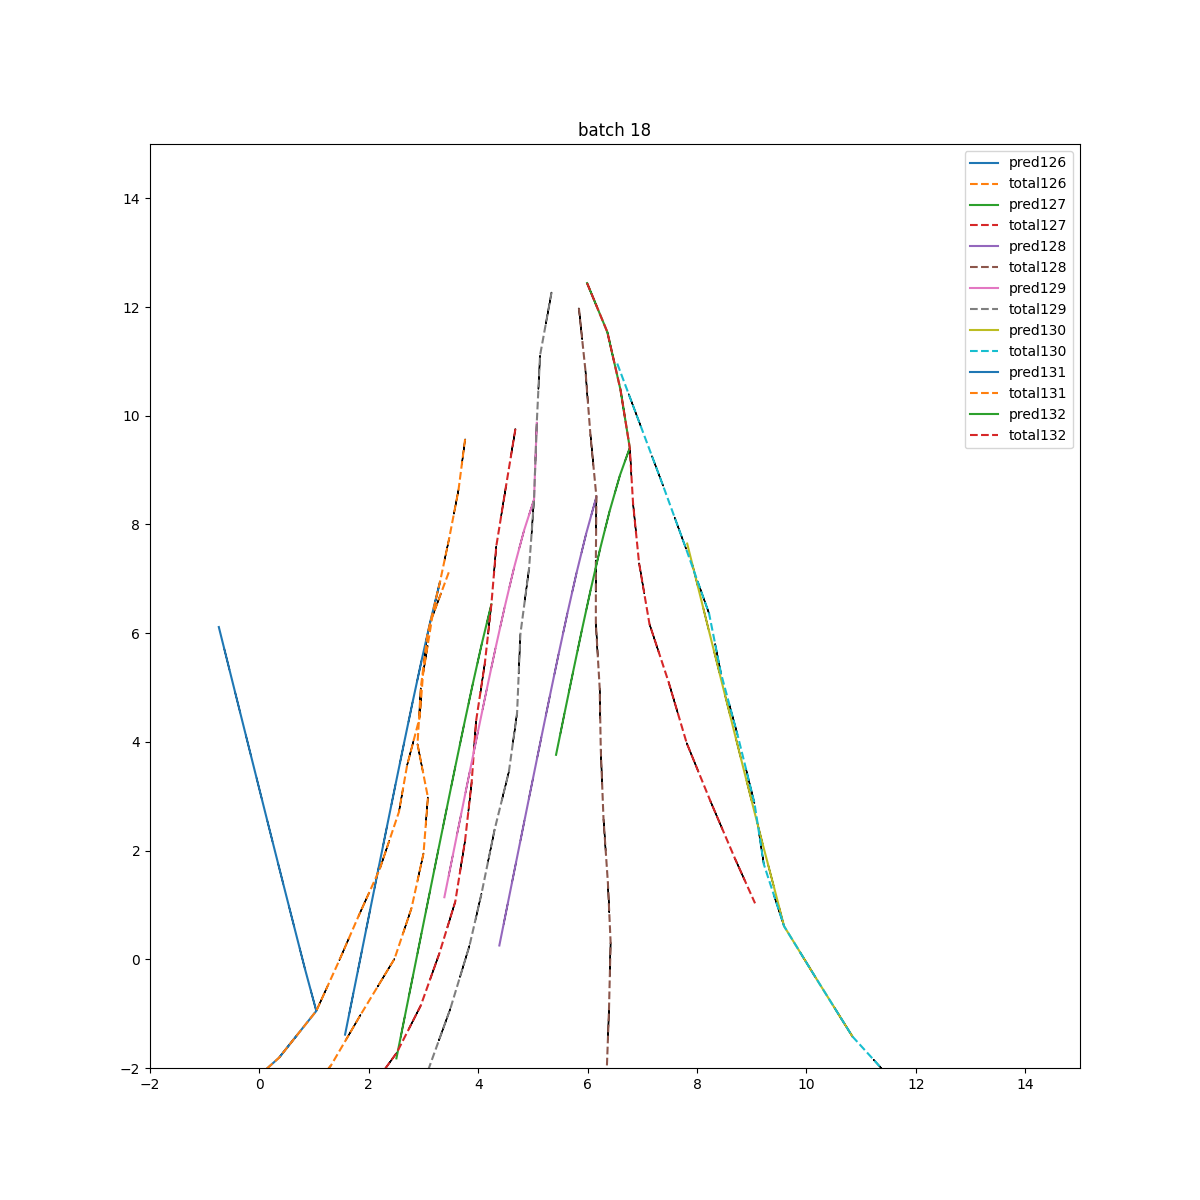 batch 18
14
12
10
8
6
4
2
0
−2
−2 0 2 4 6 8 10 12 14
pred126
total126
pred127
total127
pred128
total128
pred129
total129
pred130
total130
pred131
total131
pred132
total132